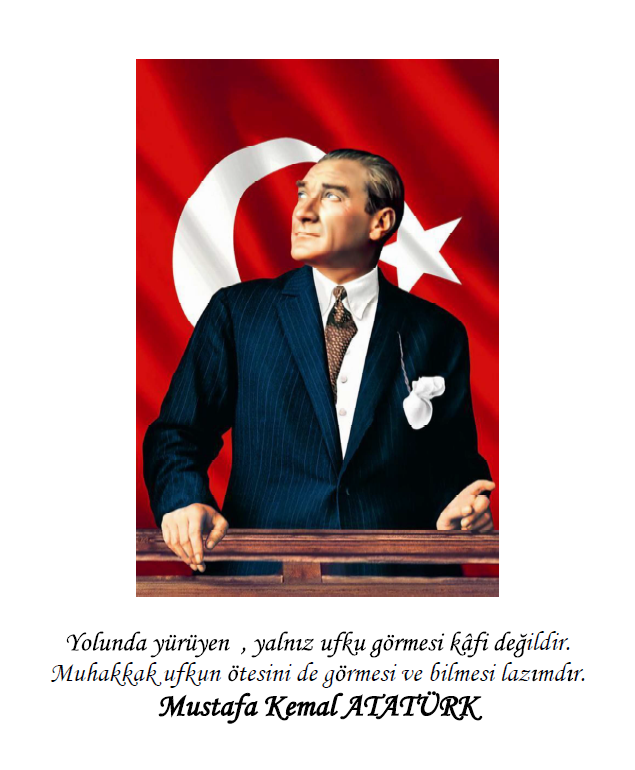 Yolunda yürüyen , yalnız ufku görmesi kâfi değildir.
Muhakkak ufkun ötesini de görmesi ve bilmesi lazımdır.
Mustafa Kemal ATATÜRK